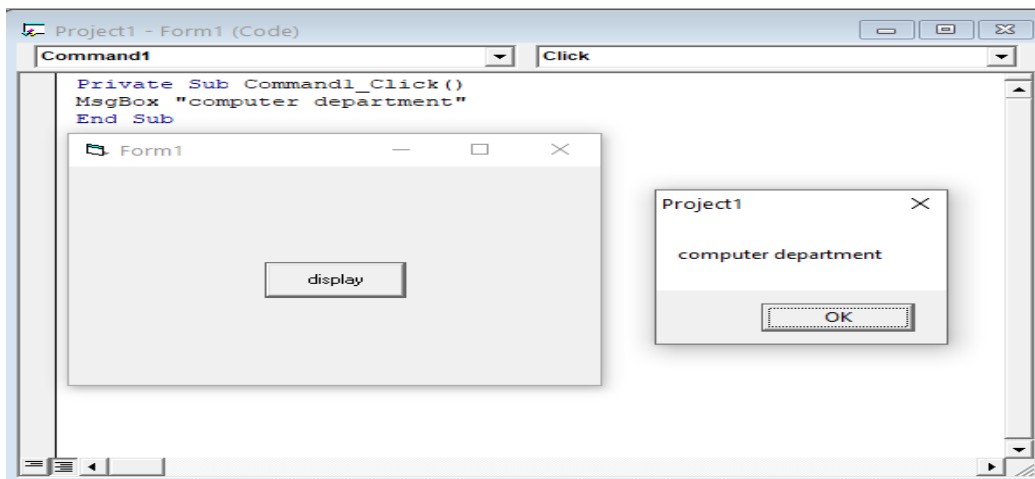 Project1 - Form1 (Code)
Command1 Click
Private Sub Command1_Click()
MsgBox "computer department"
End Sub
Form1
display
Project1
computer department
OK